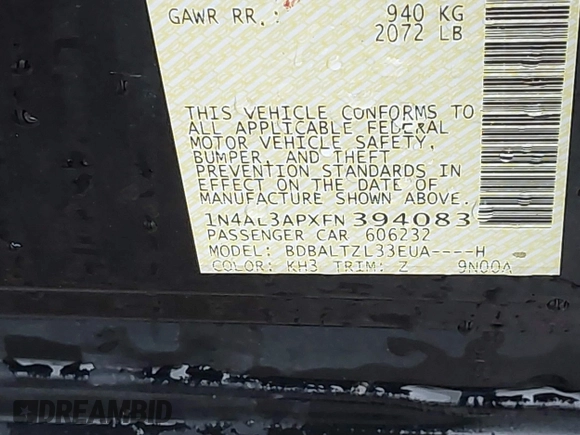 GAWR RR.:
940 KG
2072 LB
THIS VEHICLE CONFORMS TO
ALL APPLICABLE FEDERAL
MOTOR VEHICLE SAFETY,
BUMPER, AND THEFT
PREVENTION STANDARDS IN
EFFECT ON THE DATE OF
MANUFACTURE SHOWN ABOVE.
1N4AL3APXFN394083
PASSENGER CAR 606232
MODEL: BDBALTZL33EUA----H
COLOR: KH3 TRIM: Z 9N00A
DREAMBID